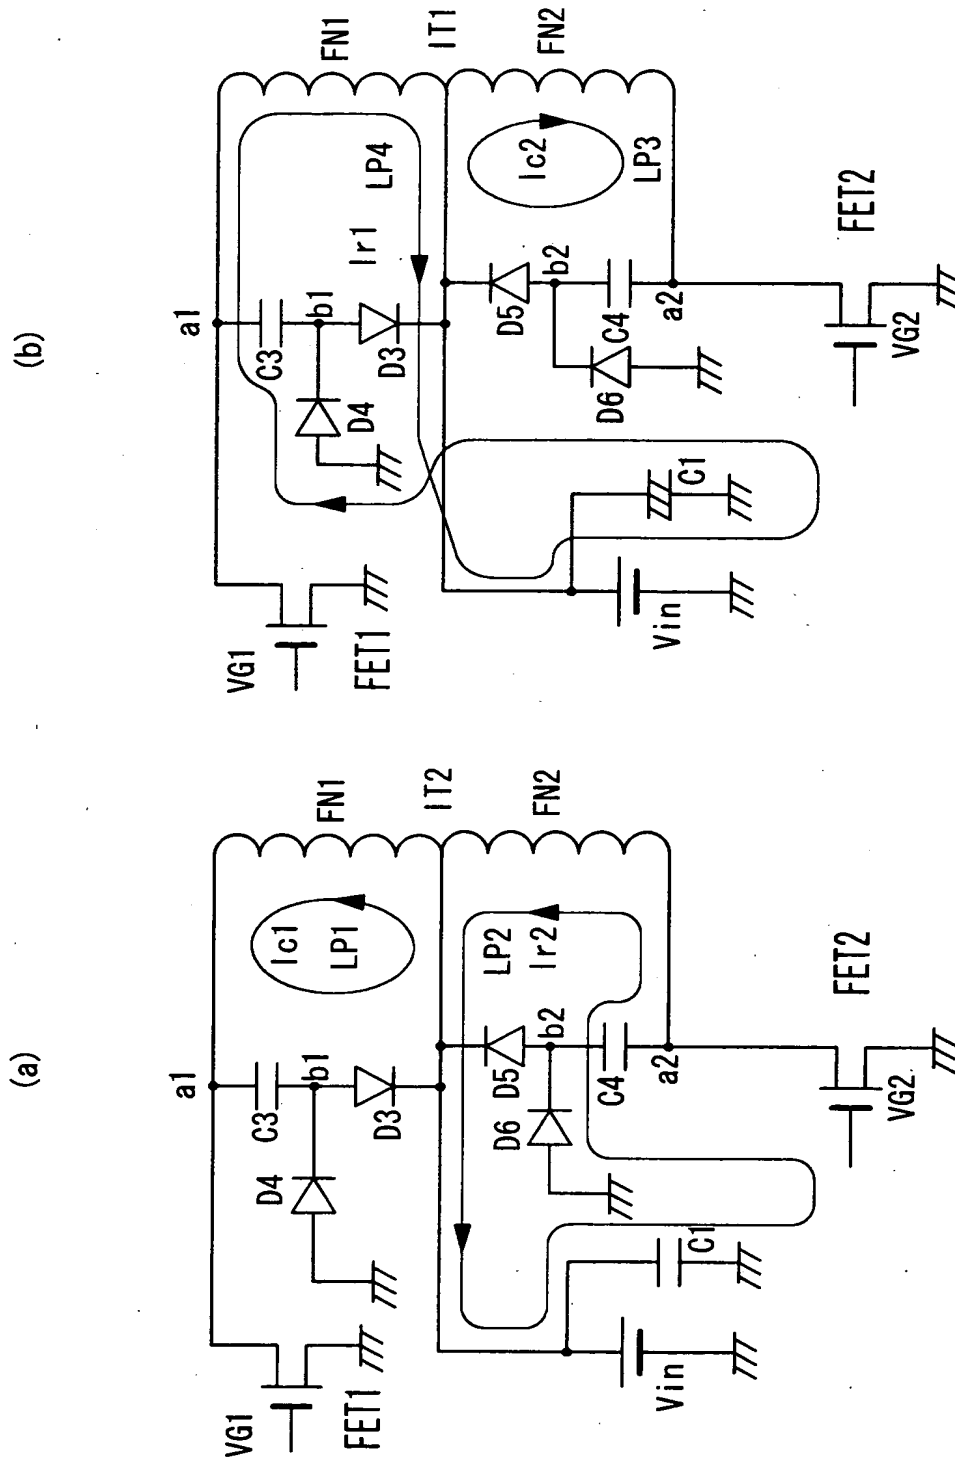 (a)
a1
C3
b1
D4
D3
Ic1
LP1
FN1
IT2
FN2
VG1
FET1
LP2
Ir2
D5
b2
D6
C4
a2
C1
Vin
VG2
FET2
(b)
a1
C3
b1
D4
D3
Ir1
LP4
FN1
IT1
FN2
VG1
FET1
Ic2
LP3
D5
b2
D6
C4
a2
C1
Vin
VG2
FET2